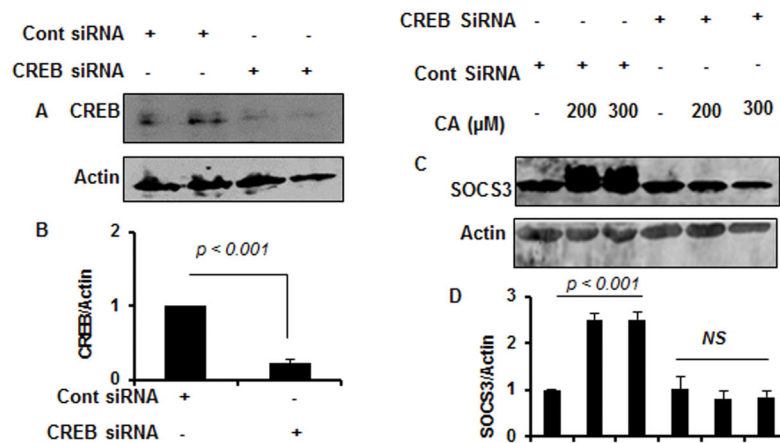 Cont siRNA + + - -
CREB siRNA - - + +
A CREB
Actin
B
2
p < 0.001
1
0
CREB/Actin
Cont siRNA + -
CREB siRNA - +
CREB SiRNA - - - + + +
Cont SiRNA + + + - - -
CA (µM) - 200 300 - 200 300
C
SOCS3
Actin
D
3
p < 0.001
2
NS
1
0
SOCS3/Actin